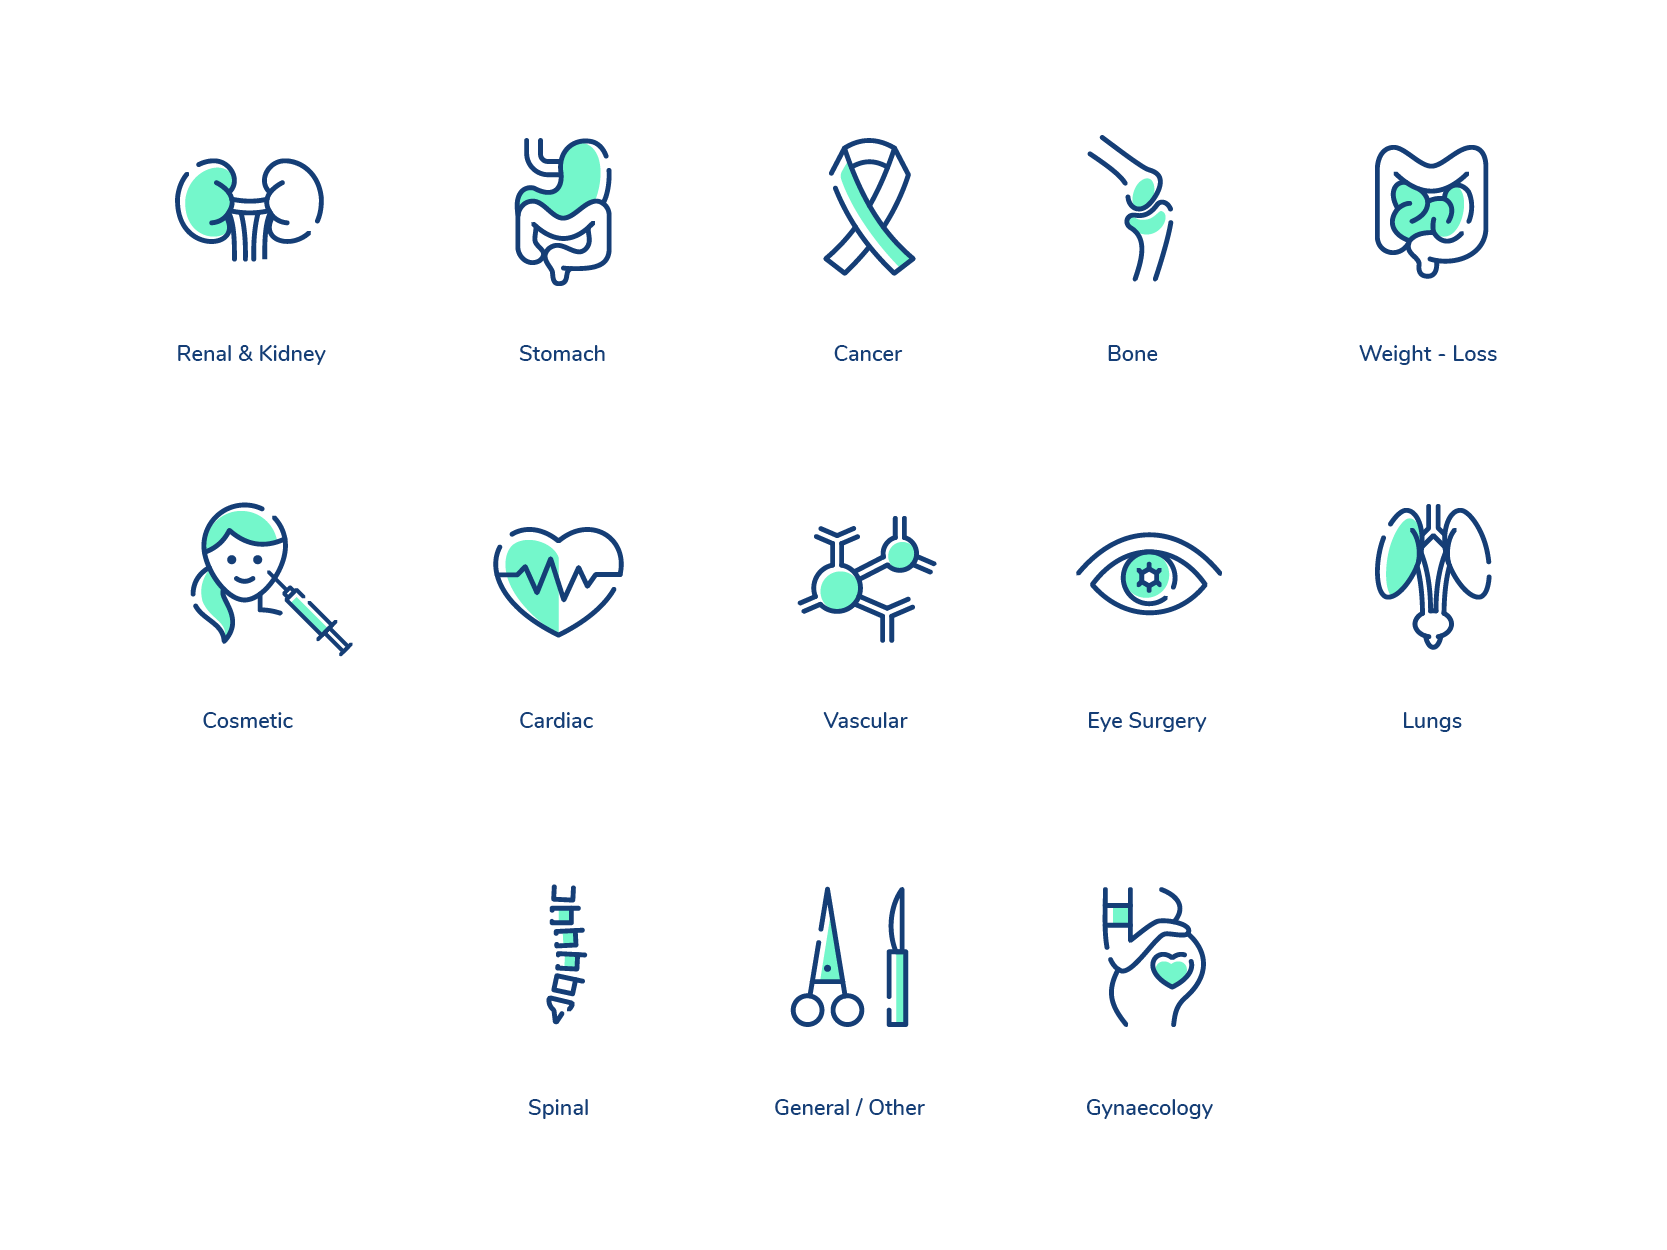 Renal & Kidney
Stomach
Cancer
Bone
Weight - Loss
Cosmetic
Cardiac
Vascular
Eye Surgery
Lungs
Spinal
General / Other
Gynaecology